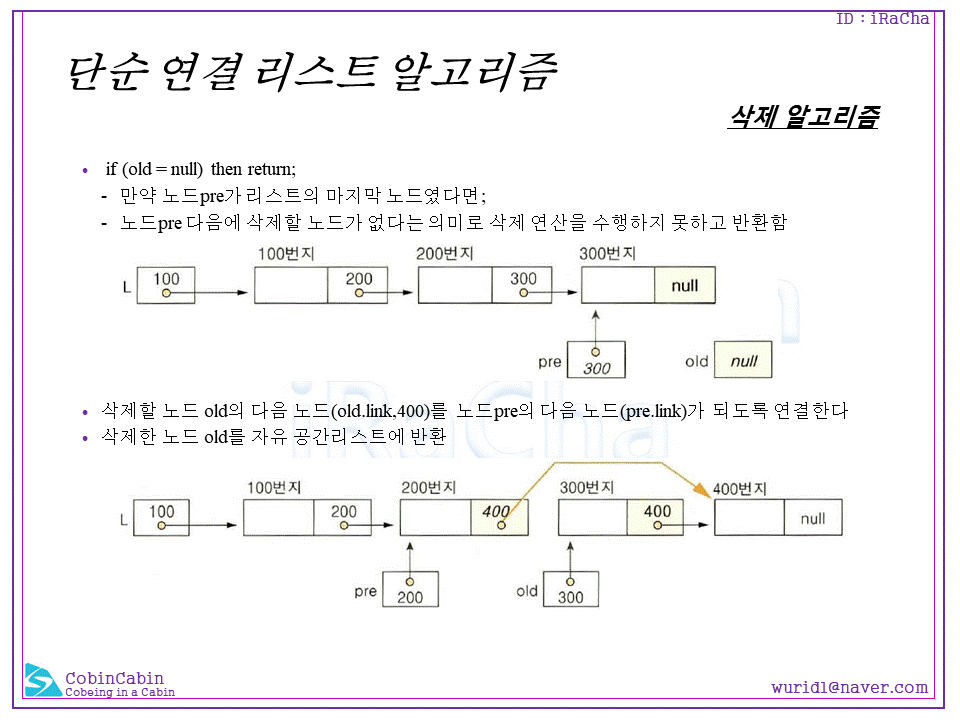 ID : iRaCha
단순 연결 리스트 알고리즘
삭제 알고리즘
• if (old = null) then return;
- 만약 노드pre가 리스트의 마지막 노드였다면;
- 노드pre 다음에 삭제할 노드가 없다는 의미로 삭제 연산을 수행하지 못하고 반환함
100번지 200번지 300번지
L 100 200 300 null
pre 300 old null
iRaCha
• 삭제할 노드 old의 다음 노드(old.link,400)를 노드pre의 다음 노드(pre.link)가 되도록 연결한다
• 삭제한 노드 old를 자유 공간리스트에 반환
100번지 200번지 300번지 400번지
L 100 200 400 400 null
pre 200 old 300
CobinCabin
Cobeing in a Cabin
wurid1@naver.com